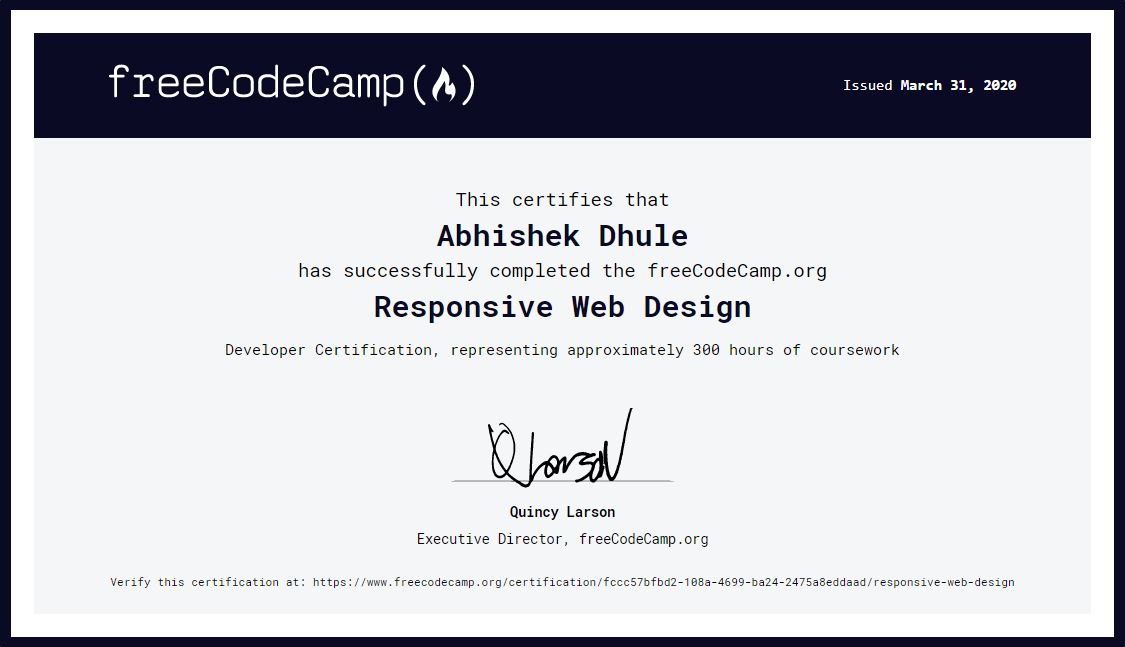 freeCodeCamp(🔥)
Issued March 31, 2020
This certifies that
Abhishek Dhule
has successfully completed the freeCodeCamp.org
Responsive Web Design
Developer Certification, representing approximately 300 hours of coursework
Q Larson
Quincy Larson
Executive Director, freeCodeCamp.org
Verify this certification at: https://www.freecodecamp.org/certification/fccc57bfbd2-108a-4699-ba24-2475a8eddaad/responsive-web-design